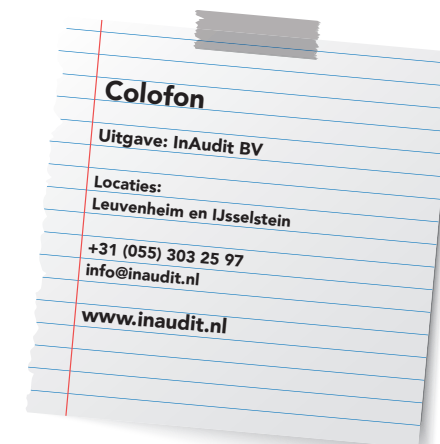 Colofon
Uitgave: InAudit BV
Locaties:
Leuvenheim en IJsselstein
+31 (055) 303 25 97
info@inaudit.nl
www.inaudit.nl